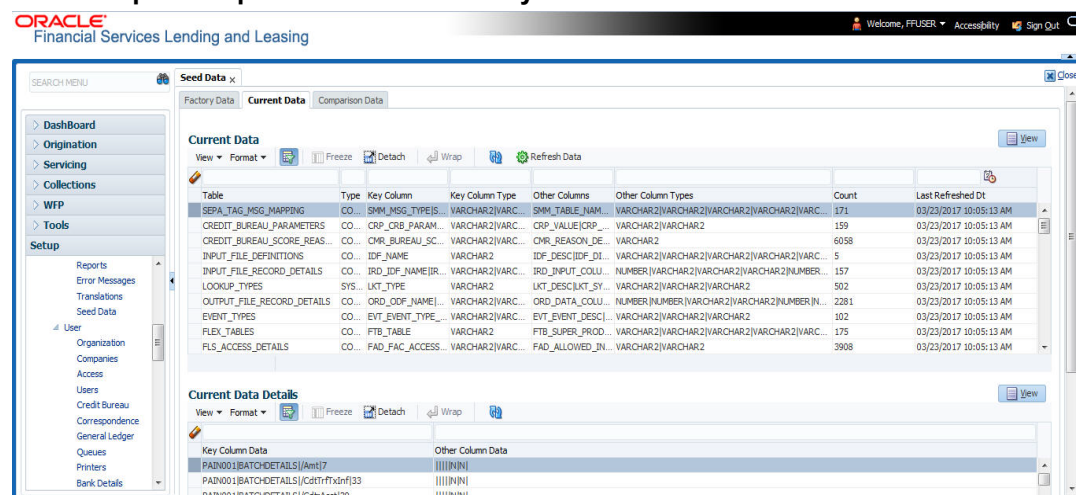 ORACLE
Financial Services Lending and Leasing
Welcome, FFUSER Accessibility Sign Out
SEARCH MENU
Seed Data x
Close
Factory Data Current Data Comparison Data
DashBoard
Origination
Servicing
Collections
WFP
Tools
Setup
Reports
Error Messages
Translations
Seed Data
User
Organization
Companies
Access
Users
Credit Bureau
Correspondence
General Ledger
Queues
Printers
Bank Details
Current Data
View
View Format Freeze Detach Wrap Refresh Data
Table Type Key Column Key Column Type Other Columns Other Column Types Count Last Refreshed Dt
SEPA_TAG_MSG_MAPPING CO... SMM_MSG_TYPE|S... VARCHAR2|VARC... SMM_TABLE_NAM... VARCHAR2|VARCHAR2|VARCHAR2|VARCHAR2|VARC... 171 03/23/2017 10:05:13 AM
CREDIT_BUREAU_PARAMETERS CO... CRP_CRB_PARAM... VARCHAR2|VARC... CRP_VALUE|CRP_... VARCHAR2|VARCHAR2 159 03/23/2017 10:05:13 AM
CREDIT_BUREAU_SCORE_REAS... CO... CMR_BUREAU_SC... VARCHAR2|VARC... CMR_REASON_DE... VARCHAR2 6058 03/23/2017 10:05:13 AM
INPUT_FILE_DEFINITIONS CO... IDF_NAME VARCHAR2 IDF_DESC|IDF_DI... VARCHAR2|VARCHAR2|VARCHAR2|VARCHAR2|VARC... 5 03/23/2017 10:05:13 AM
INPUT_FILE_RECORD_DETAILS CO... IRD_IDF_NAME|IR... VARCHAR2|VARC... IRD_INPUT_COLU... NUMBER|VARCHAR2|VARCHAR2|VARCHAR2|NUMBER... 157 03/23/2017 10:05:13 AM
LOOKUP_TYPES SYS... LKT_TYPE VARCHAR2 LKT_DESC|LKT_SY... VARCHAR2|VARCHAR2 502 03/23/2017 10:05:13 AM
OUTPUT_FILE_RECORD_DETAILS CO... ORD_ODF_NAME|... VARCHAR2|VARC... ORD_DATA_COLU... NUMBER|NUMBER|VARCHAR2|VARCHAR2|NUMBER|N... 2281 03/23/2017 10:05:13 AM
EVENT_TYPES CO... EVT_EVENT_TYPE_... VARCHAR2|VARC... EVT_EVENT_DESC|... VARCHAR2|VARCHAR2|VARCHAR2 102 03/23/2017 10:05:13 AM
FLEX_TABLES CO... FTB_TABLE VARCHAR2 FTB_SUPER_PROD... VARCHAR2|VARCHAR2|VARCHAR2|VARCHAR2|VARC... 175 03/23/2017 10:05:13 AM
FLS_ACCESS_DETAILS CO... FAD_FAC_ACCESS... VARCHAR2|VARC... FAD_ALLOWED_IN... VARCHAR2|VARCHAR2 3908 03/23/2017 10:05:13 AM
Current Data Details
View
View Format Freeze Detach Wrap
Key Column Data Other Column Data
PAIN001|BATCHDETAILS|/Amt|7 |||||N|N|
PAIN001|BATCHDETAILS|/CdtTrfTxInf|33 |||||N|N|